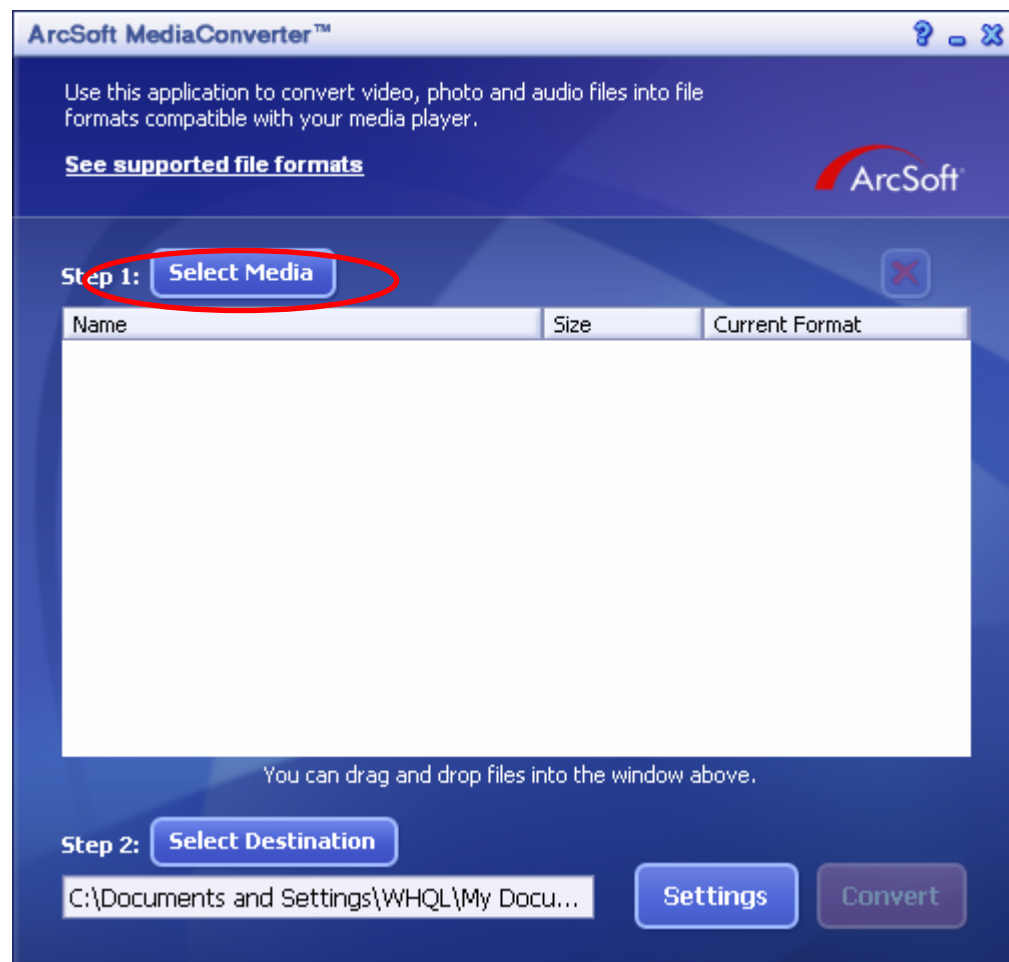 ArcSoft MediaConverter™
Use this application to convert video, photo and audio files into file
formats compatible with your media player.
See supported file formats
ArcSoft
Step 1: Select Media
Name Size Current Format
You can drag and drop files into the window above.
Step 2: Select Destination
C:\Documents and Settings\WHQL\My Docu...
Settings Convert